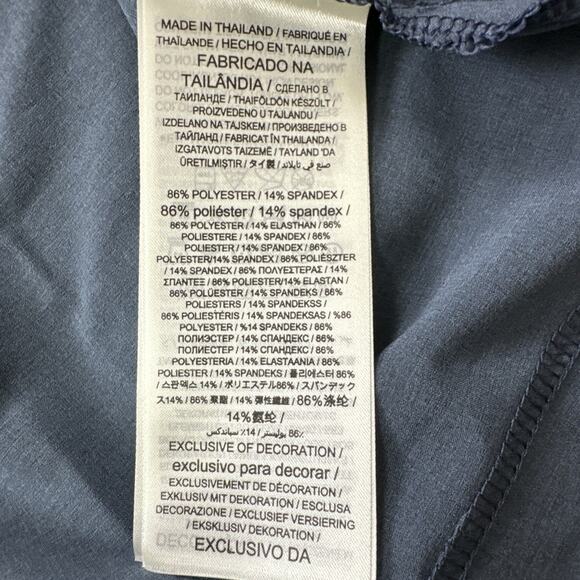 MADE IN THAILAND / FABRIQUÉ EN
THAÏLANDE / HECHO EN TAILANDIA /
FABRICADO NA
TAILÂNDIA / СДЕЛАНО В
ТАИЛАНДЕ / THAIFÖLDÖN KÉSZÜLT /
PROIZVEDENO U TAJLANDU /
IZDELANO NA TAJSKEM / ПРОИЗВЕДЕНО В
ТАЙЛАНД / FABRICAT ÎN THAILANDA /
IZGATAVOTS TAIZEMĒ / TAYLAND 'DA
ÜRETILMIŞTIR / タイ製 / صنع في تايلاند
86% POLYESTER / 14% SPANDEX /
86% poliéster / 14% spandex /
86% POLYESTER / 14% ELASTHAN / 86%
POLIESTERE / 14% SPANDEX / 86%
POLIESTER / 14% SPANDEX / 86%
POLYESTER/14% SPANDEX / 86% POLIÉSZTER
/ 14% SPANDEX / 86% ΠΟΛΥΕΣΤΕΡΑΣ / 14%
ΣΠΑΝΤΕΞ / 86% POLIESTER/14% ELASTAN /
86% POLÜESTER / 14% SPANDEKS / 86%
POLIESTERS / 14% SPANDEKSS /
86% POLIESTĖRIS / 14% SPANDEKSAS / %86
POLYESTER / %14 SPANDEKS / 86%
ПОЛИЭСТЕР / 14% СПАНДЕКС / 86%
ПОЛИЕСТЕР / 14% СПАНДЕКС / 86%
POLYESTERIA / 14% ELASTAANIA / 86%
POLIESTER / 14% SPANDEKS / 폴리에스터 86%
/ 스판덱스 14% / ポリエステル86% / スパンデック
ス14% / 86% 聚酯 / 14% 彈性纖維 / 86%涤纶 /
14%氨纶 /
86٪ بوليستر / 14٪ سباندكس
EXCLUSIVE OF DECORATION /
exclusivo para decorar /
EXCLUSIVEMENT DE DÉCORATION /
EXKLUSIV MIT DEKORATION / ESCLUSA
DECORAZIONE / EXCLUSIEF VERSIERING
/ EKSKLUSIV DEKORATION /
EXCLUSIVO DA